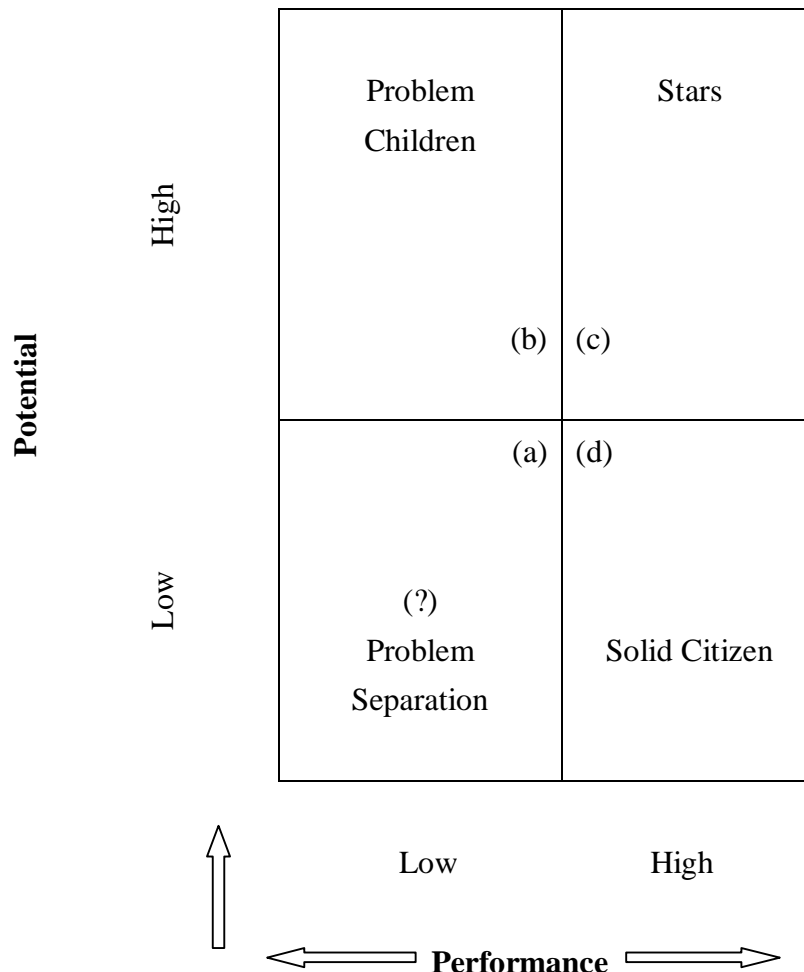 Problem
Children
Stars
High
(b)
(c)
Potential
(a)
(d)
Low
(?)
Problem
Separation
Solid Citizen
Low
High
Performance